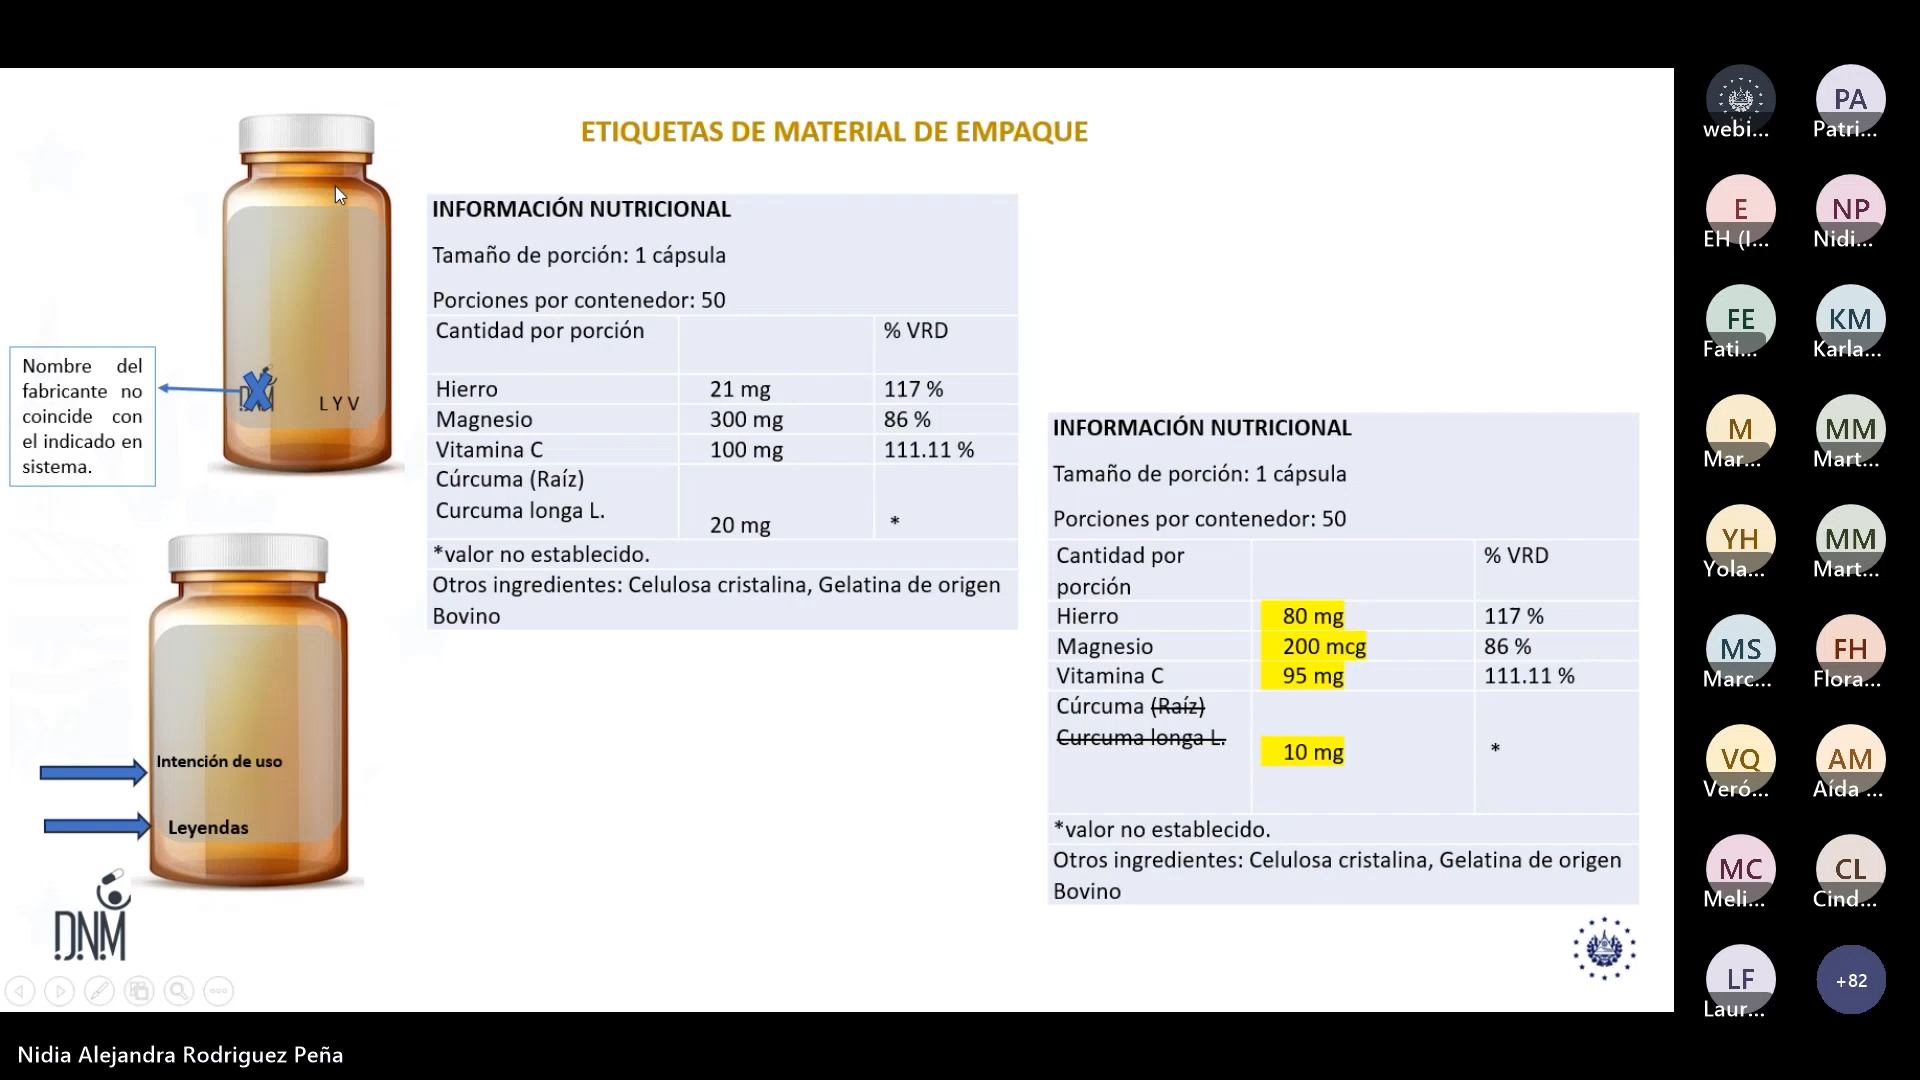 ETIQUETAS DE MATERIAL DE EMPAQUE
Nombre del
fabricante no
coincide con
el indicado en
sistema.
L Y V
INFORMACIÓN NUTRICIONAL
Tamaño de porción: 1 cápsula
Porciones por contenedor: 50
Cantidad por porción % VRD
Hierro 21 mg 117 %
Magnesio 300 mg 86 %
Vitamina C 100 mg 111.11 %
Cúrcuma (Raíz)
Curcuma longa L.
20 mg *
*valor no establecido.
Otros ingredientes: Celulosa cristalina, Gelatina de origen
Bovino
Intención de uso
Leyendas
DNM
INFORMACIÓN NUTRICIONAL
Tamaño de porción: 1 cápsula
Porciones por contenedor: 50
Cantidad por % VRD
porción
Hierro 80 mg 117 %
Magnesio 200 mcg 86 %
Vitamina C 95 mg 111.11 %
Cúrcuma (Raíz)
Curcuma longa L.
10 mg *
*valor no establecido.
Otros ingredientes: Celulosa cristalina, Gelatina de origen
Bovino
PA
webi... Patri...
E NP
EH (I... Nidi...
FE KM
Fati... Karla...
M MM
Mar... Mart...
YH MM
Yola... Mart...
MS FH
Marc... Flora...
VQ AM
Veró... Aída ...
MC CL
Meli... Cind...
LF +82
Laur...
Nidia Alejandra Rodriguez Peña